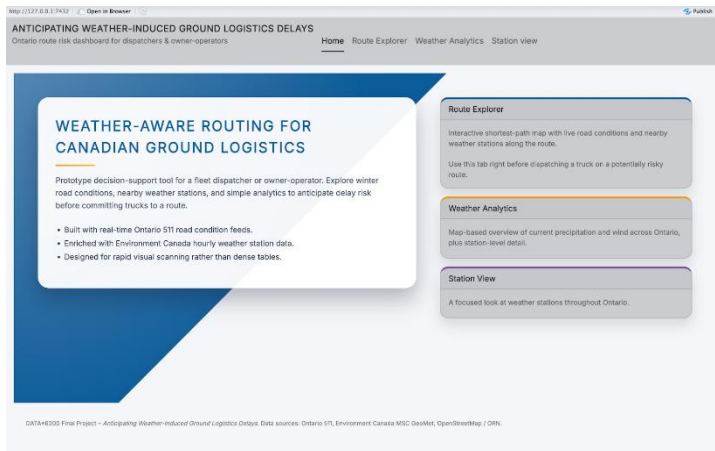 http://127.0.0.1:7432 Open in Browser Publish
ANTICIPATING WEATHER-INDUCED GROUND LOGISTICS DELAYS
Ontario route risk dashboard for dispatchers & owner-operators
Home Route Explorer Weather Analytics Station view
WEATHER-AWARE ROUTING FOR
CANADIAN GROUND LOGISTICS
Prototype decision-support tool for a fleet dispatcher or owner-operator. Explore winter
road conditions, nearby weather stations, and simple analytics to anticipate delay risk
before committing trucks to a route.
• Built with real-time Ontario 511 road condition feeds.
• Enriched with Environment Canada hourly weather station data.
• Designed for rapid visual scanning rather than dense tables.
Route Explorer
Interactive shortest-path map with live road conditions and nearby
weather stations along the route.
Use this tab right before dispatching a truck on a potentially risky
route.
Weather Analytics
Map-based overview of current precipitation and wind across Ontario,
plus station-level detail.
Station View
A focused look at weather stations throughout Ontario.
DATA*6200 Final Project – Anticipating Weather-Induced Ground Logistics Delays. Data sources: Ontario 511, Environment Canada MSC GeoMet, OpenStreetMap / ORN.